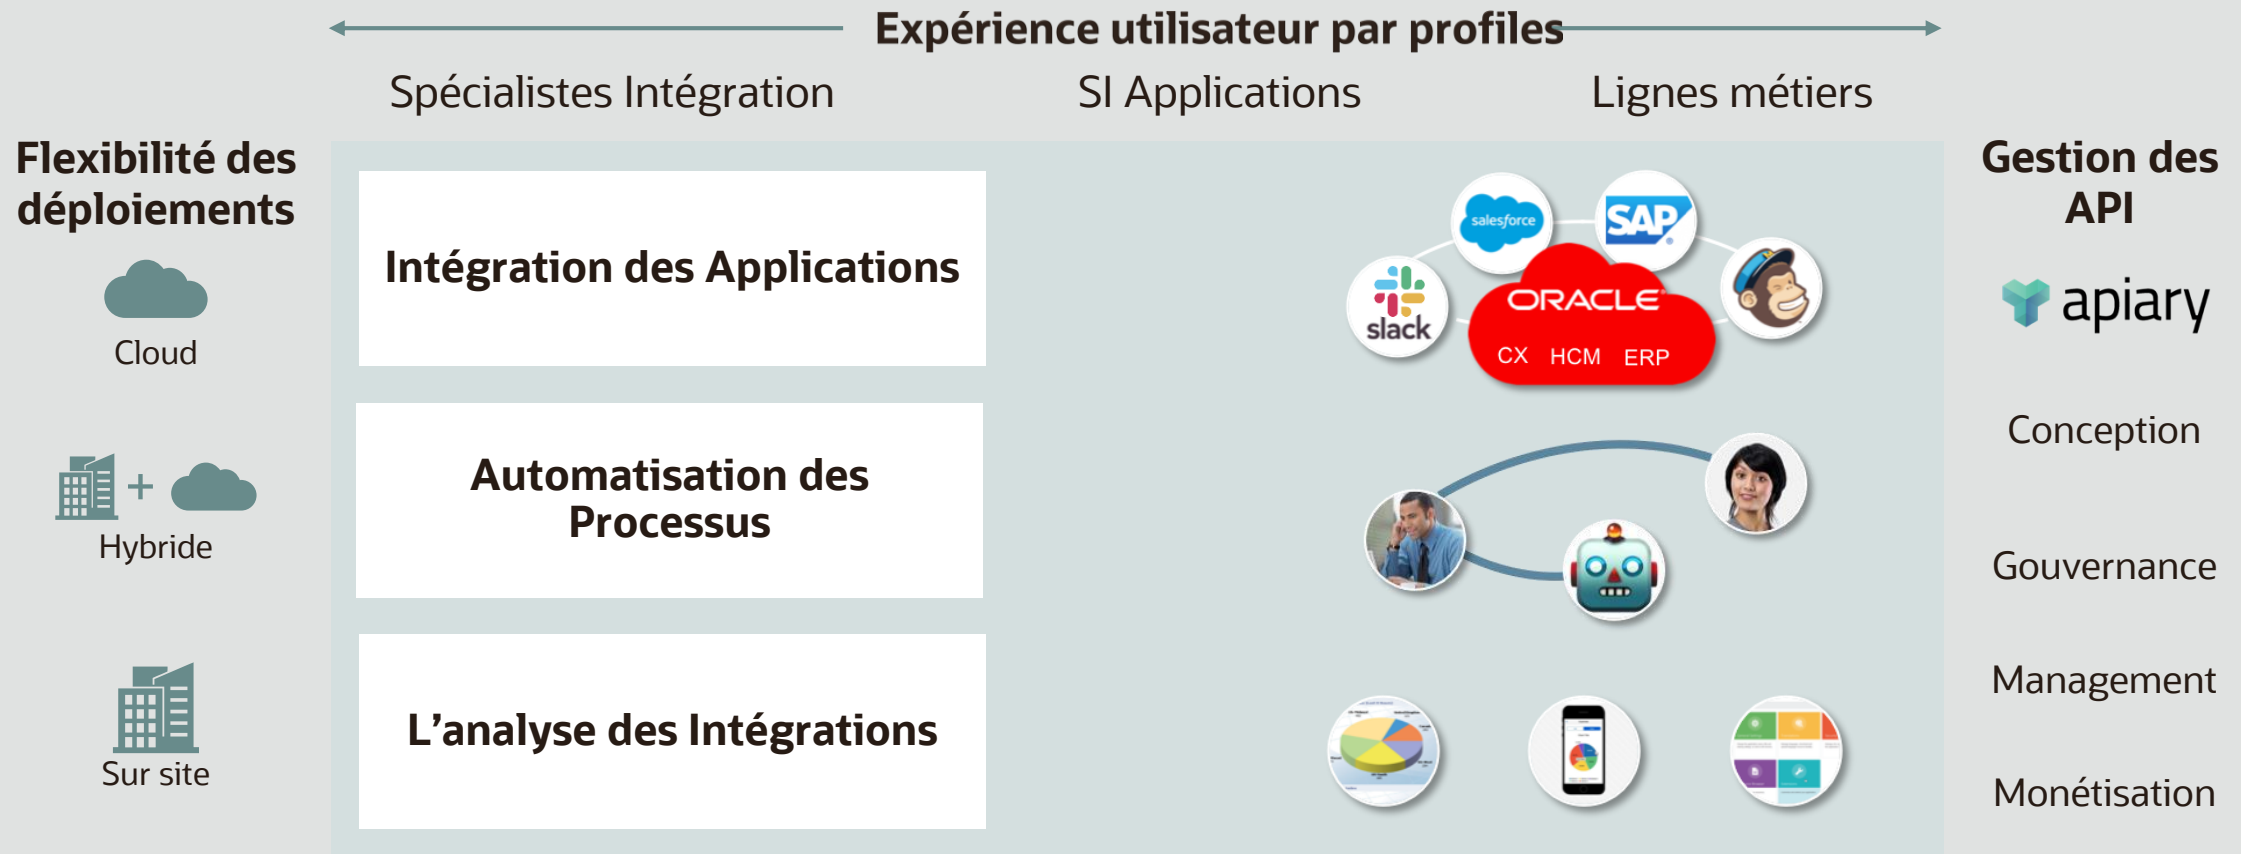 Expérience utilisateur par profiles
Spécialistes Intégration
SI Applications
Lignes métiers
Flexibilité des
déploiements
Cloud
Hybride
Sur site
Intégration des Applications
Automatisation des
Processus
L’analyse des Intégrations
salesforce
SAP
slack
ORACLE
CX HCM ERP
Gestion des
API
apiary
Conception
Gouvernance
Management
Monétisation